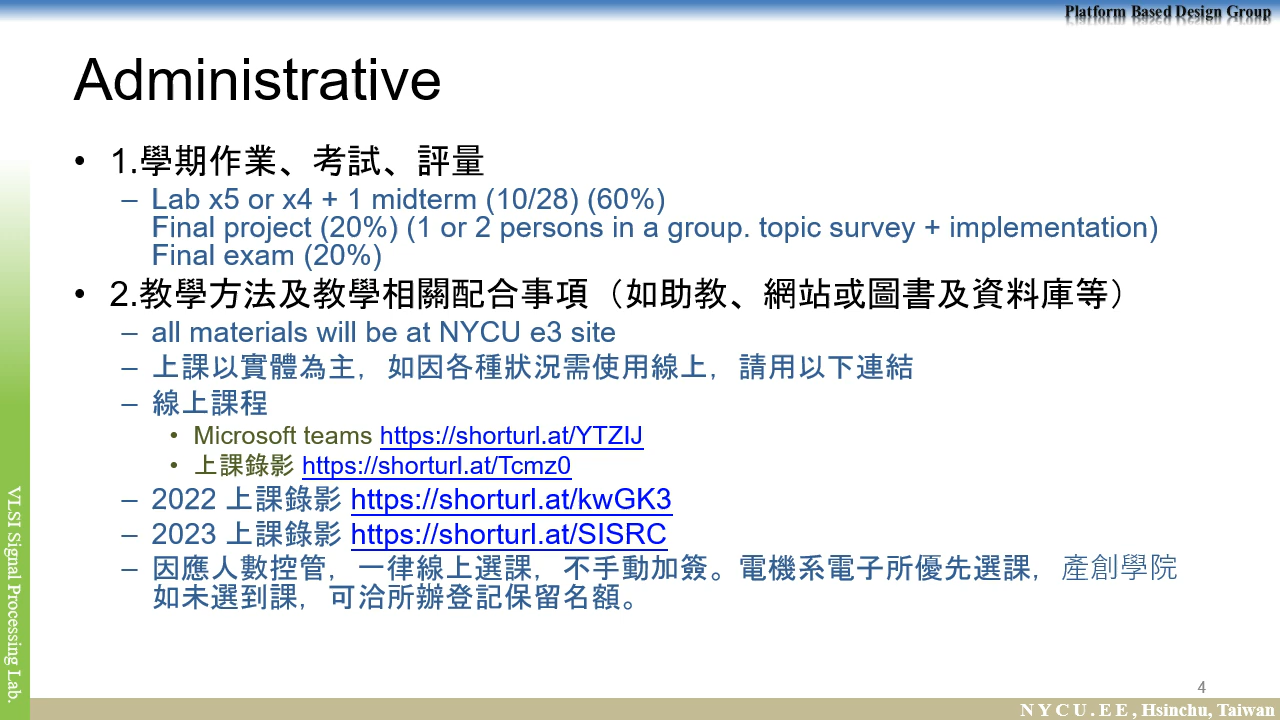 Platform Based Design Group
Administrative
• 1.學期作業、考試、評量
– Lab x5 or x4 + 1 midterm (10/28) (60%)
Final project (20%) (1 or 2 persons in a group. topic survey + implementation)
Final exam (20%)
• 2.教學方法及教學相關配合事項（如助教、網站或圖書及資料庫等）
– all materials will be at NYCU e3 site
– 上課以實體為主，如因各種狀況需使用線上，請用以下連結
– 線上課程
• Microsoft teams https://shorturl.at/YTZIJ
• 上課錄影 https://shorturl.at/Tcmz0
– 2022 上課錄影 https://shorturl.at/kwGK3
– 2023 上課錄影 https://shorturl.at/SISRC
– 因應人數控管，一律線上選課，不手動加簽。電機系電子所優先選課，產創學院
如未選到課，可洽所辦登記保留名額。
VLSI Signal Processing Lab.
4
N Y C U . E E , Hsinchu, Taiwan